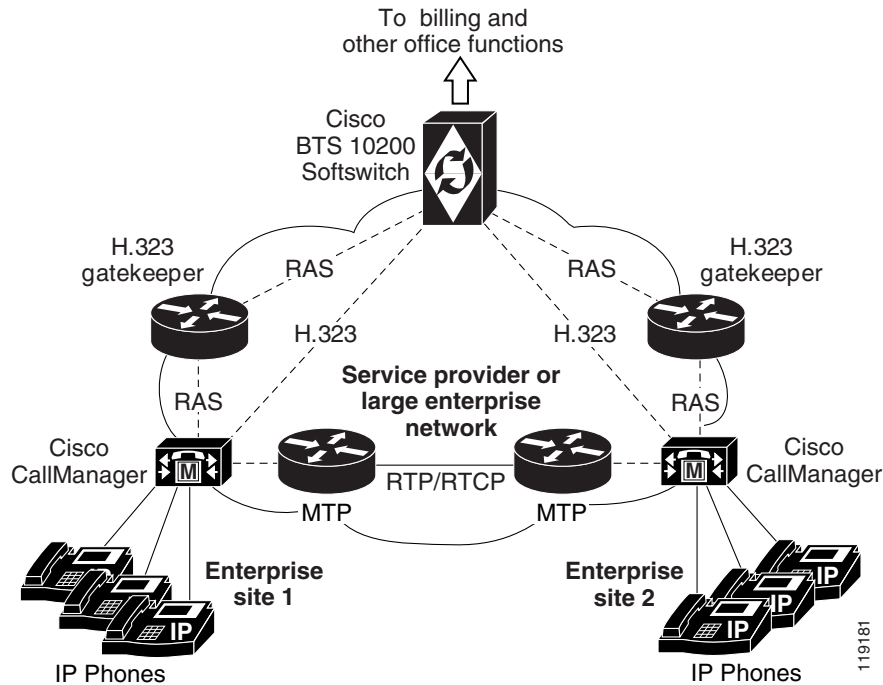 To billing and
other office functions
Cisco
BTS 10200
Softswitch
H.323
gatekeeper
H.323
gatekeeper
RAS
RAS
H.323
H.323
Service provider or
large enterprise
network
RAS
RAS
Cisco
CallManager
M
M
Cisco
CallManager
RTP/RTCP
MTP
MTP
Enterprise
site 1
Enterprise
site 2
IP
IP
IP
IP
IP Phones
IP Phones
119181